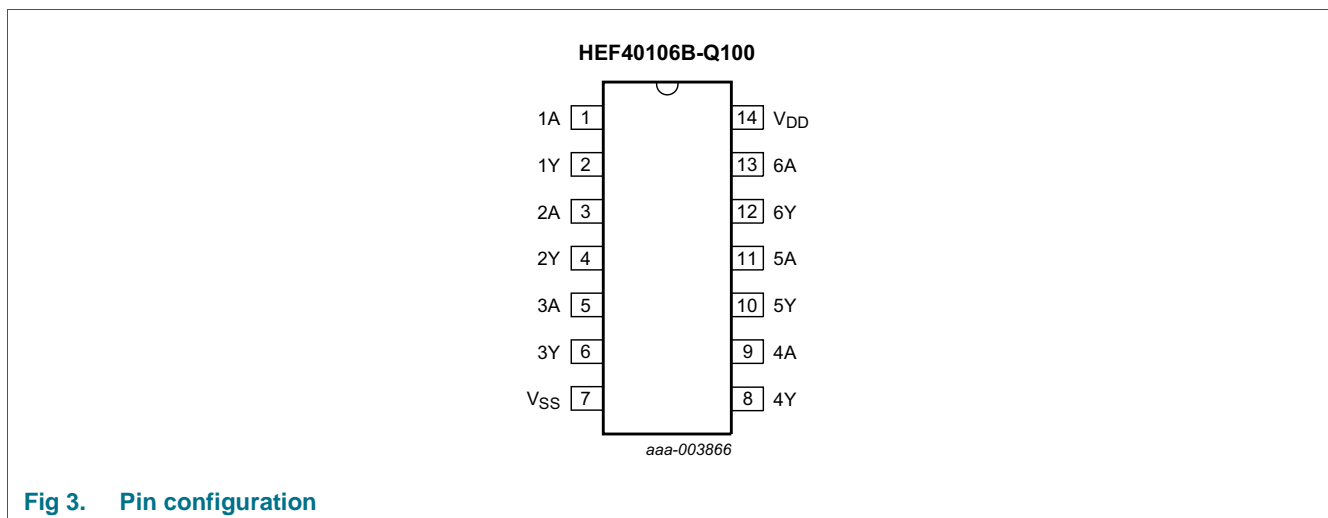 HEF40106B-Q100
1A 1 14 VDD
1Y 2 13 6A
2A 3 12 6Y
2Y 4 11 5A
3A 5 10 5Y
3Y 6 9 4A
VSS 7 8 4Y
aaa-003866
Fig 3. Pin configuration